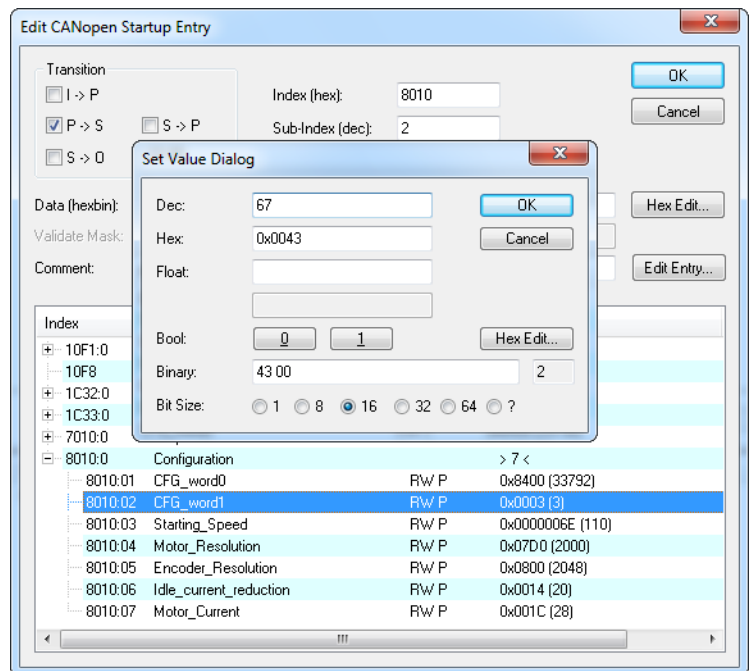 Edit CANopen Startup Entry
Transition
I -> P
P -> S
S -> P
S -> O
Index (hex): 8010
Sub-Index (dec): 2
OK
Cancel
Data (hexbin):
Hex Edit...
Validate Mask:
Comment:
Edit Entry...
Set Value Dialog
Dec: 67
OK
Hex: 0x0043
Cancel
Float:
Bool: 0 1 Hex Edit...
Binary: 43 00 2
Bit Size: 1 8 16 32 64 ?
Index
10F1:0
10F8
1C32:0
1C33:0
7010:0
8010:0 Configuration > 7 <
8010:01 CFG_word0 RW P 0x8400 (33792)
8010:02 CFG_word1 RW P 0x0003 (3)
8010:03 Starting_Speed RW P 0x0000006E (110)
8010:04 Motor_Resolution RW P 0x07D0 (2000)
8010:05 Encoder_Resolution RW P 0x0800 (2048)
8010:06 Idle_current_reduction RW P 0x0014 (20)
8010:07 Motor_Current RW P 0x001C (28)